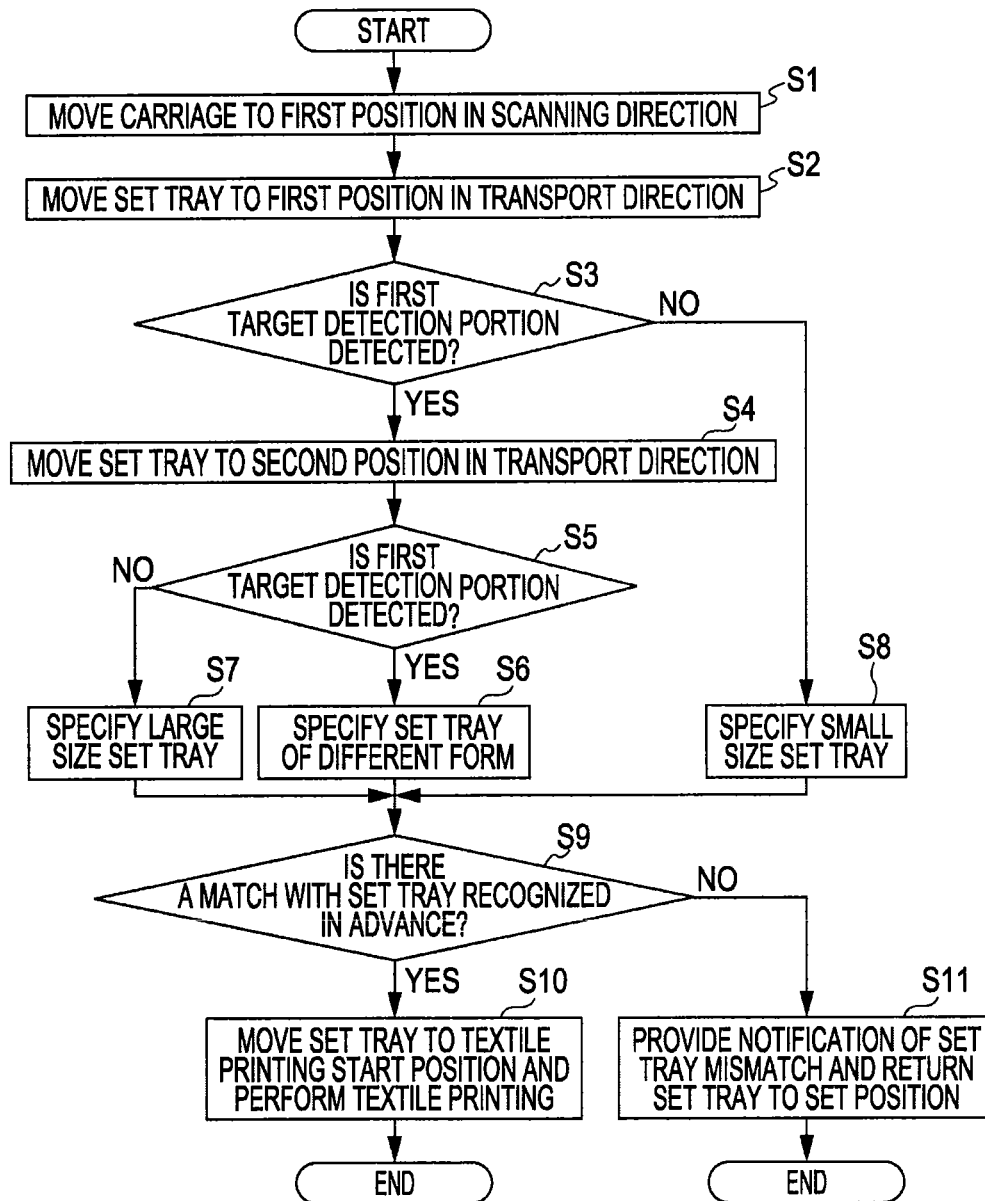 START
S1
MOVE CARRIAGE TO FIRST POSITION IN SCANNING DIRECTION
S2
MOVE SET TRAY TO FIRST POSITION IN TRANSPORT DIRECTION
S3
IS FIRST
TARGET DETECTION PORTION
DETECTED?
NO
YES
S4
MOVE SET TRAY TO SECOND POSITION IN TRANSPORT DIRECTION
S5
IS FIRST
TARGET DETECTION PORTION
DETECTED?
NO
YES
S7
SPECIFY LARGE
SIZE SET TRAY
S6
SPECIFY SET TRAY
OF DIFFERENT FORM
S8
SPECIFY SMALL
SIZE SET TRAY
S9
IS THERE
A MATCH WITH SET TRAY RECOGNIZED
IN ADVANCE?
NO
YES
S10
MOVE SET TRAY TO TEXTILE
PRINTING START POSITION AND
PERFORM TEXTILE PRINTING
S11
PROVIDE NOTIFICATION OF SET
TRAY MISMATCH AND RETURN
SET TRAY TO SET POSITION
END
END